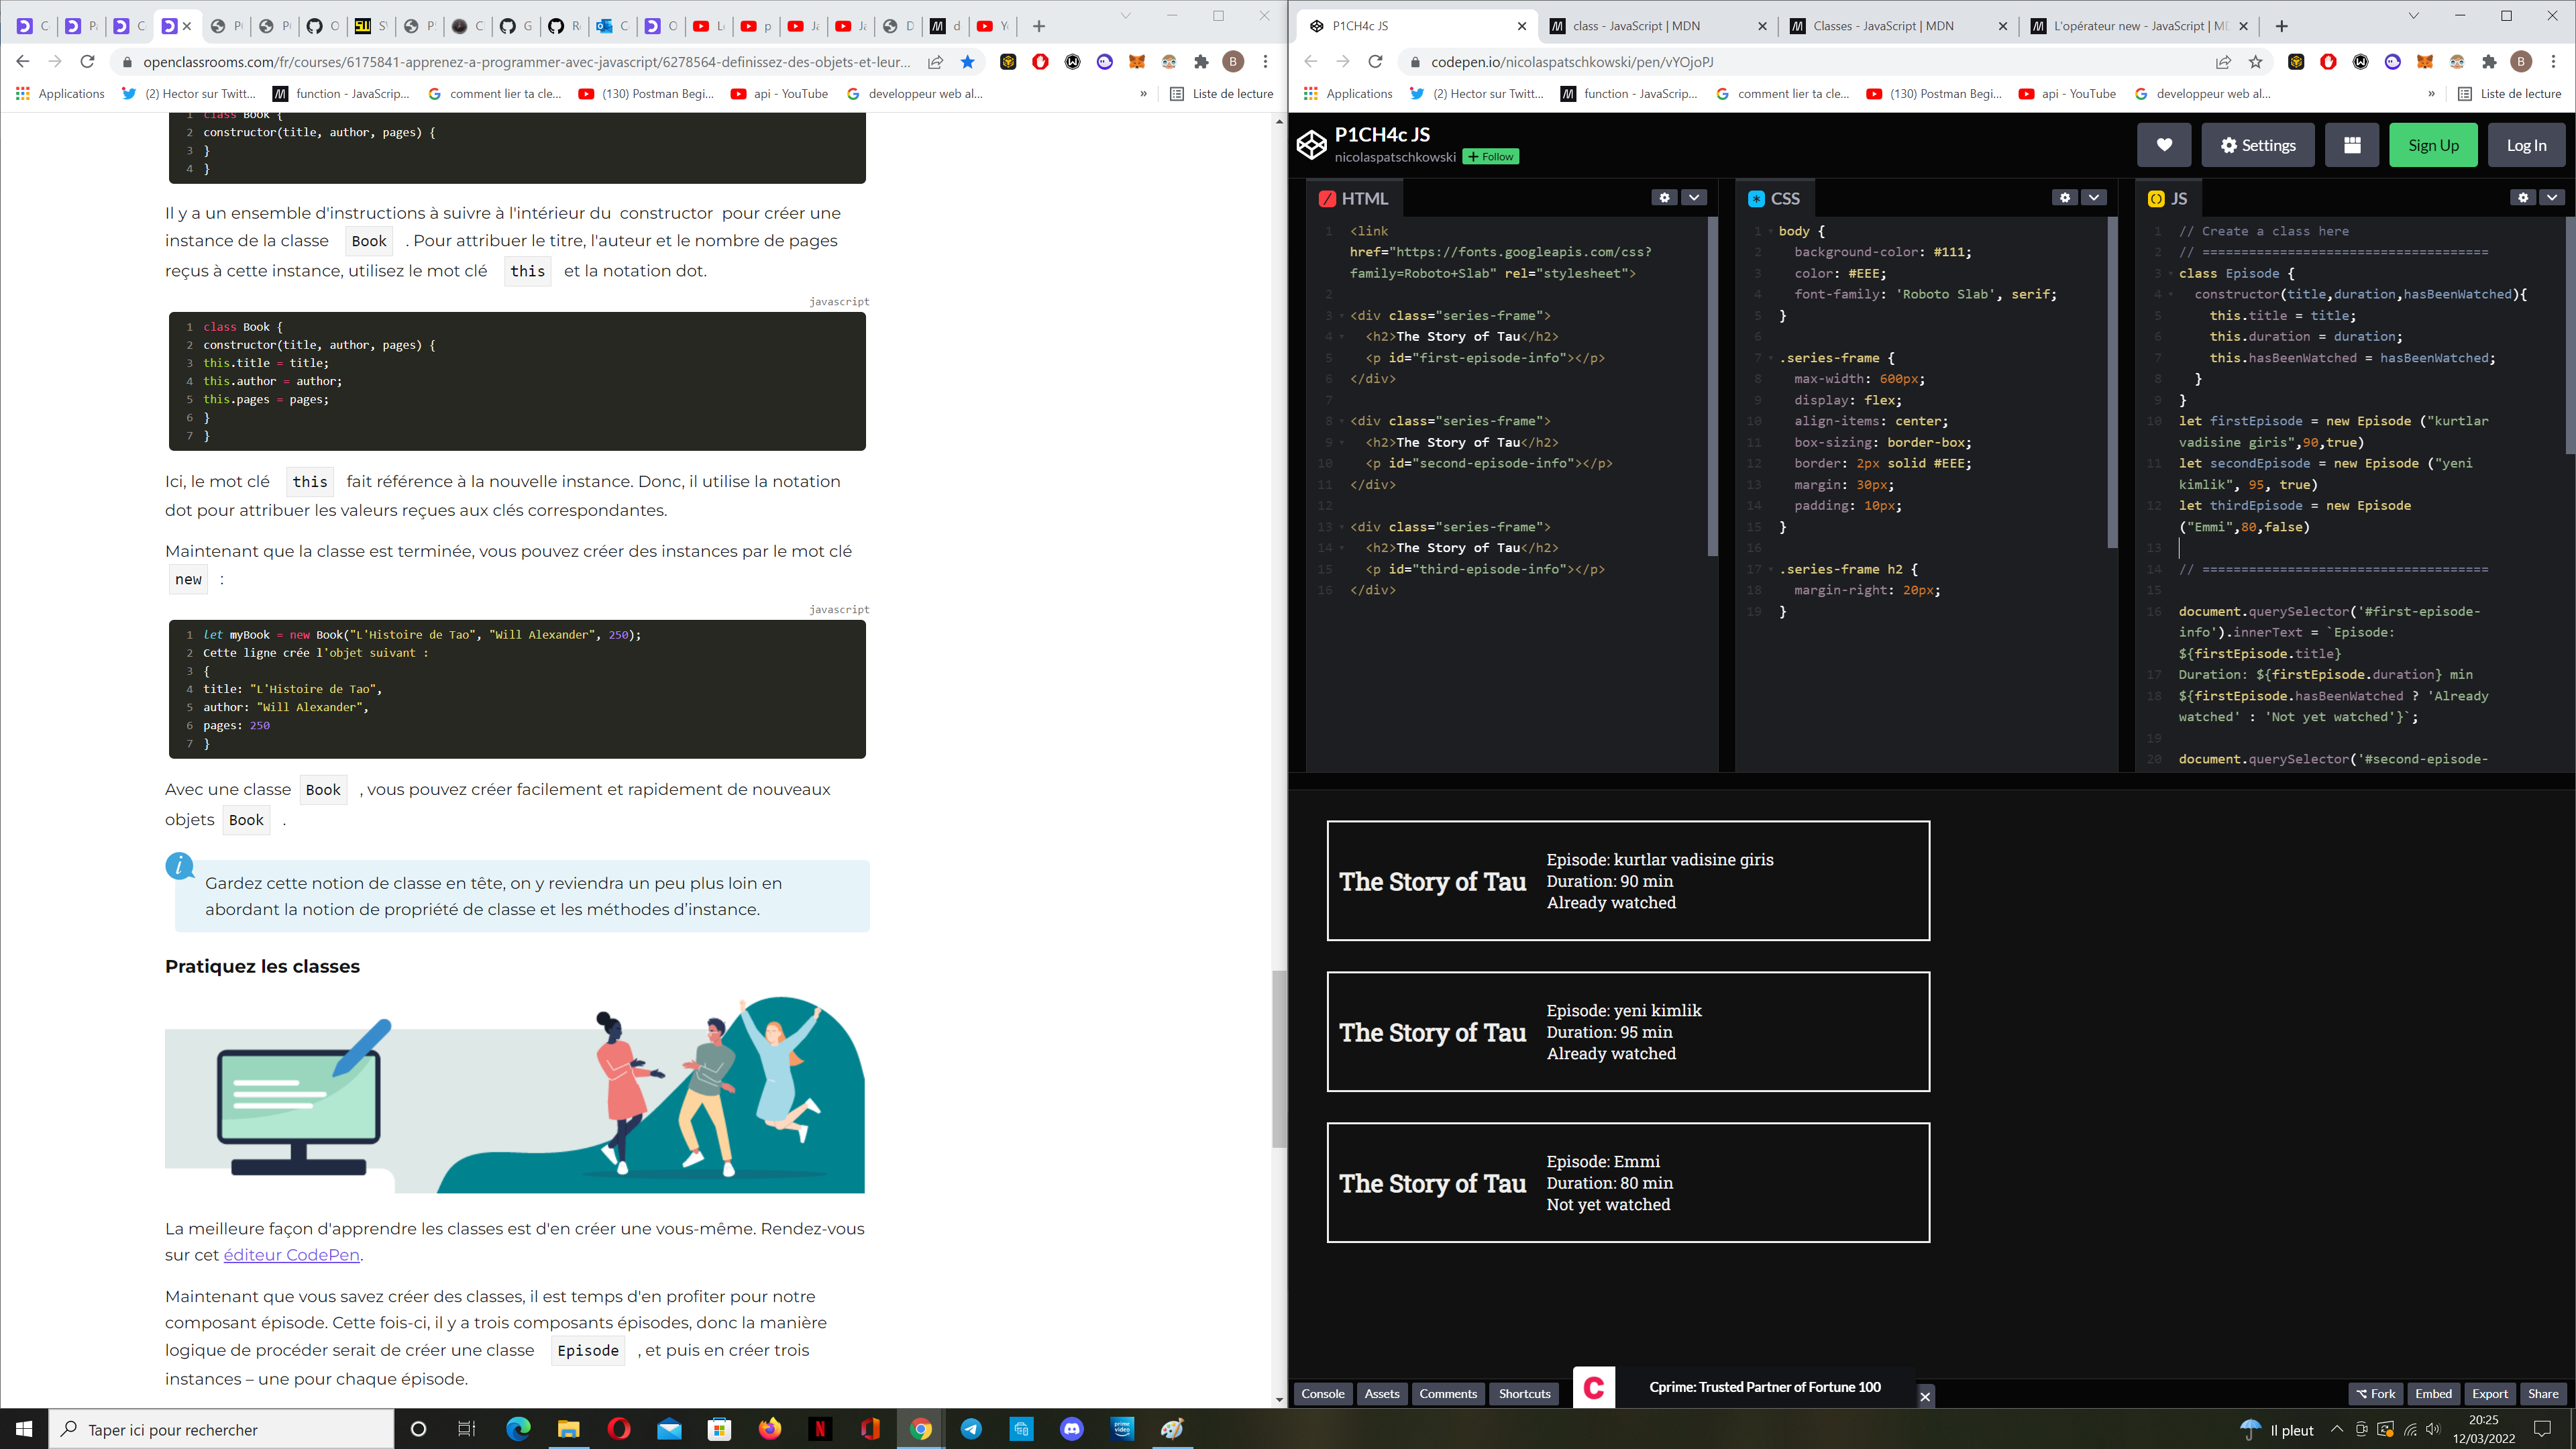 openclassrooms.com/fr/courses/6175841-apprenez-a-programmer-avec-javascript/6278564-definissez-des-objets-et-leur...
Applications
(2) Hector sur Twitt...
function - JavaScrip...
comment lier ta cle...
(130) Postman Begi...
api - YouTube
developpeur web al...
»
Liste de lecture
1 class Book {
2 constructor(title, author, pages) {
3 }
4 }
Il y a un ensemble d'instructions à suivre à l'intérieur du constructor pour créer une
instance de la classe Book . Pour attribuer le titre, l'auteur et le nombre de pages
reçus à cette instance, utilisez le mot clé this et la notation dot.
javascript
1 class Book {
2 constructor(title, author, pages) {
3 this.title = title;
4 this.author = author;
5 this.pages = pages;
6 }
7 }
Ici, le mot clé this fait référence à la nouvelle instance. Donc, il utilise la notation
dot pour attribuer les valeurs reçues aux clés correspondantes.
Maintenant que la classe est terminée, vous pouvez créer des instances par le mot clé
new :
javascript
1 let myBook = new Book("L'Histoire de Tao", "Will Alexander", 250);
2 Cette ligne crée l'objet suivant :
3 {
4 title: "L'Histoire de Tao",
5 author: "Will Alexander",
6 pages: 250
7 }
Avec une classe Book , vous pouvez créer facilement et rapidement de nouveaux
objets Book .
i
Gardez cette notion de classe en tête, on y reviendra un peu plus loin en
abordant la notion de propriété de classe et les méthodes d'instance.
Pratiquez les classes
La meilleure façon d'apprendre les classes est d'en créer une vous-même. Rendez-vous
sur cet éditeur CodePen.
Maintenant que vous savez créer des classes, il est temps d'en profiter pour notre
composant épisode. Cette fois-ci, il y a trois composants épisodes, donc la manière
logique de procéder serait de créer une classe Episode , et puis en créer trois
instances – une pour chaque épisode.
P1CH4c JS
class - JavaScript | MDN
Classes - JavaScript | MDN
L'opérateur new - JavaScript | MD
codepen.io/nicolaspatschkowski/pen/vYOjoPJ
B
Applications
(2) Hector sur Twitt...
function - JavaScrip...
comment lier ta cle...
(130) Postman Begi...
api - YouTube
developpeur web al...
»
Liste de lecture
P1CH4c JS
nicolaspatschkowski
+ Follow
Settings
Sign Up
Log In
HTML
1 <link
href="https://fonts.googleapis.com/css?
family=Roboto+Slab" rel="stylesheet">
2
3 <div class="series-frame">
4 <h2>The Story of Tau</h2>
5 <p id="first-episode-info"></p>
6 </div>
7
8 <div class="series-frame">
9 <h2>The Story of Tau</h2>
10 <p id="second-episode-info"></p>
11 </div>
12
13 <div class="series-frame">
14 <h2>The Story of Tau</h2>
15 <p id="third-episode-info"></p>
16 </div>
CSS
1 body {
2 background-color: #111;
3 color: #EEE;
4 font-family: 'Roboto Slab', serif;
5 }
6
7 .series-frame {
8 max-width: 600px;
9 display: flex;
10 align-items: center;
11 box-sizing: border-box;
12 border: 2px solid #EEE;
13 margin: 30px;
14 padding: 10px;
15 }
16
17 .series-frame h2 {
18 margin-right: 20px;
19 }
JS
1 // Create a class here
2 // =====================================
3 class Episode {
4 constructor(title,duration,hasBeenWatched){
5 this.title = title;
6 this.duration = duration;
7 this.hasBeenWatched = hasBeenWatched;
8 }
9 }
10 let firstEpisode = new Episode ("kurtlar
vadisine giris",90,true)
11 let secondEpisode = new Episode ("yeni
kimlik", 95, true)
12 let thirdEpisode = new Episode
("Emmi",80,false)
13
14 // =====================================
15
16 document.querySelector('#first-episode-
info').innerText = `Episode:
${firstEpisode.title}
17 Duration: ${firstEpisode.duration} min
18 ${firstEpisode.hasBeenWatched ? 'Already
watched' : 'Not yet watched'}`;
19
20 document.querySelector('#second-episode-
The Story of Tau
Episode: kurtlar vadisine giris
Duration: 90 min
Already watched
The Story of Tau
Episode: yeni kimlik
Duration: 95 min
Already watched
The Story of Tau
Episode: Emmi
Duration: 80 min
Not yet watched
Console
Assets
Comments
Shortcuts
C
Cprime: Trusted Partner of Fortune 100
Fork
Embed
Export
Share
Taper ici pour rechercher
Il pleut
20:25
12/03/2022